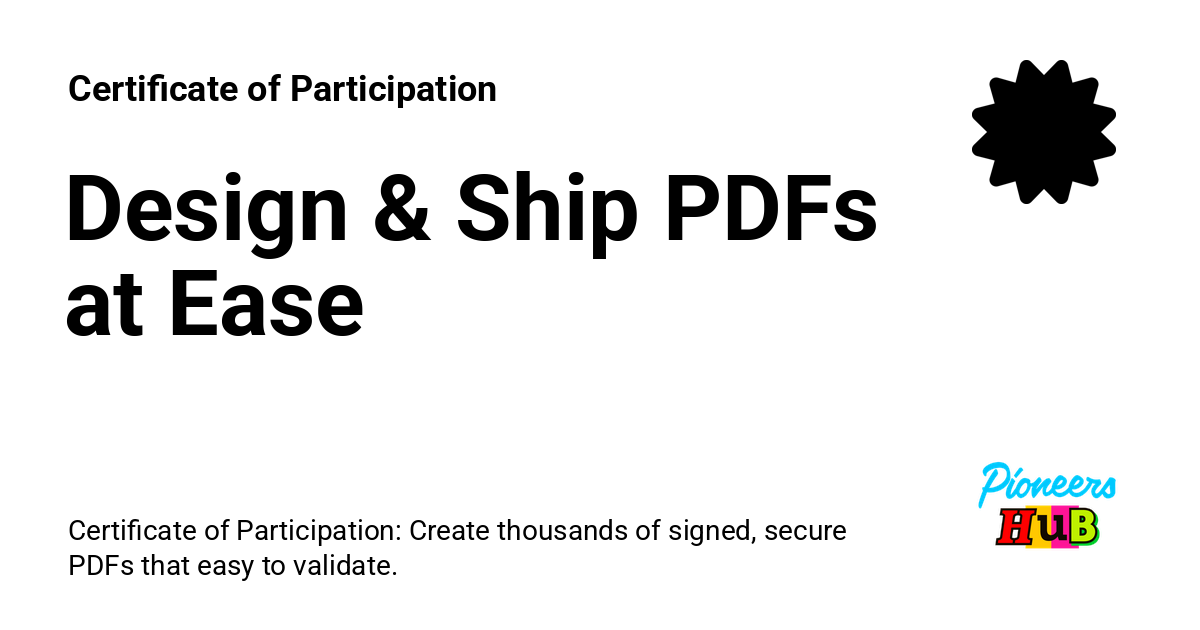 Certificate of Participation
Design & Ship PDFs
at Ease
Certificate of Participation: Create thousands of signed, secure
PDFs that easy to validate.
Pioneers
HuB